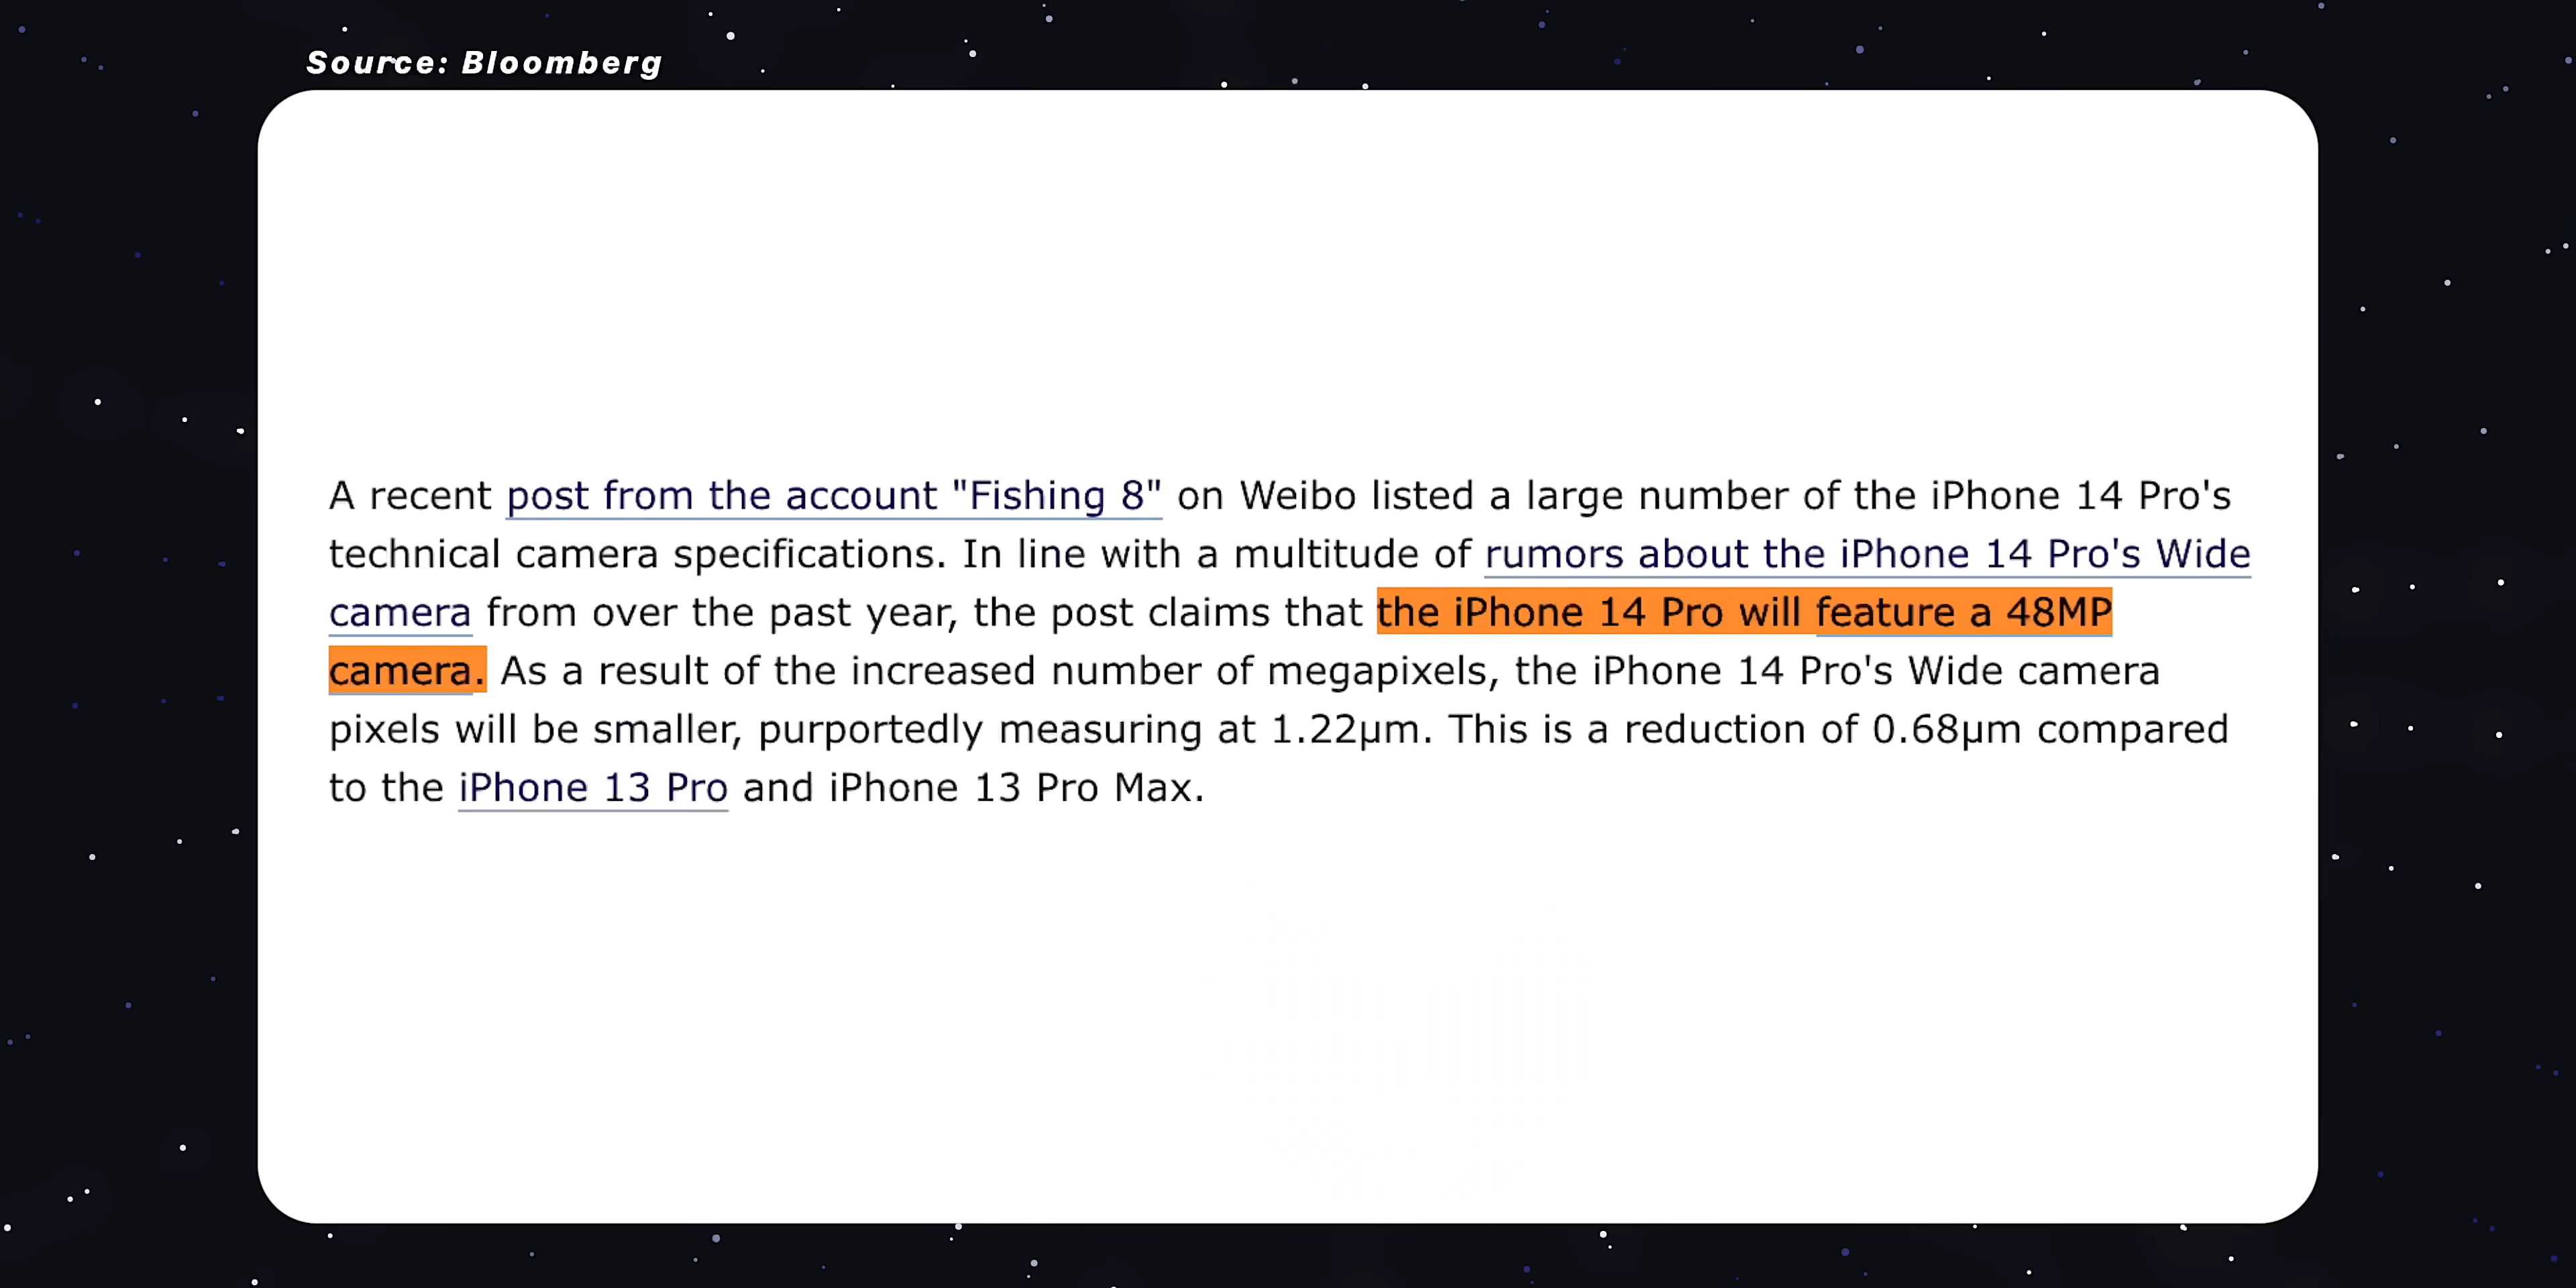 Source: Bloomberg
A recent post from the account "Fishing 8" on Weibo listed a large number of the iPhone 14 Pro's
technical camera specifications. In line with a multitude of rumors about the iPhone 14 Pro's Wide
camera from over the past year, the post claims that the iPhone 14 Pro will feature a 48MP
camera. As a result of the increased number of megapixels, the iPhone 14 Pro's Wide camera
pixels will be smaller, purportedly measuring at 1.22μm. This is a reduction of 0.68μm compared
to the iPhone 13 Pro and iPhone 13 Pro Max.